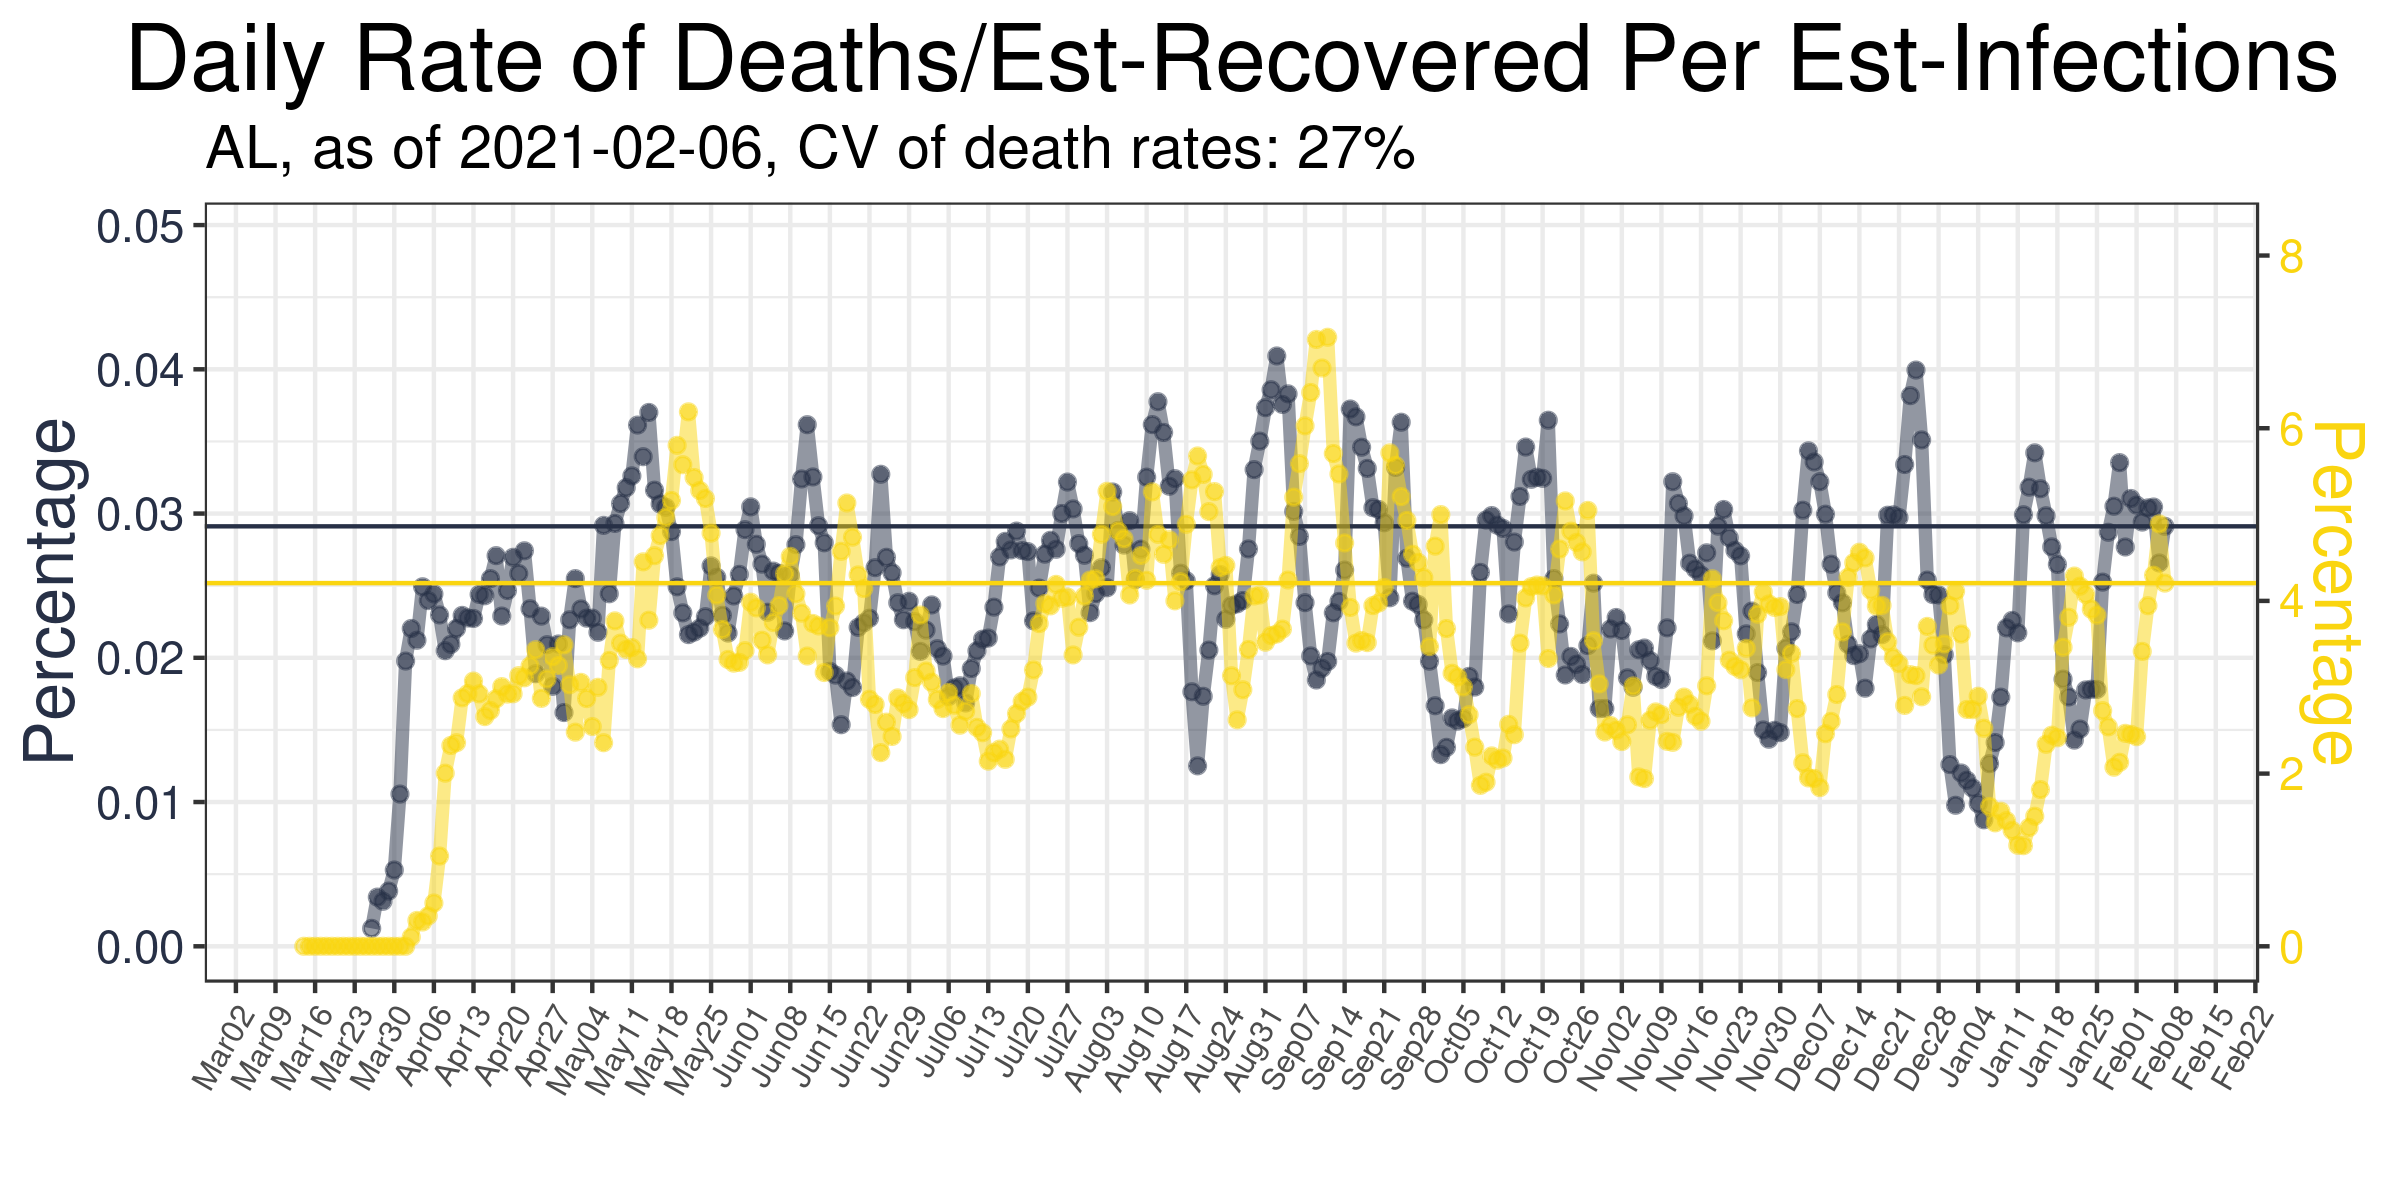 Daily Rate of Deaths/Est-Recovered Per Est-Infections
AL, as of 2021-02-06, CV of death rates: 27%
Percentage
0.05
0.04
0.03
0.02
0.01
0.00
8
6
4
2
0
Percentage
Mar02
Mar09
Mar16
Mar23
Mar30
Apr06
Apr13
Apr20
Apr27
May04
May11
May18
May25
Jun01
Jun08
Jun15
Jun22
Jun29
Jul06
Jul13
Jul20
Jul27
Aug03
Aug10
Aug17
Aug24
Aug31
Sep07
Sep14
Sep21
Sep28
Oct05
Oct12
Oct19
Oct26
Nov02
Nov09
Nov16
Nov23
Nov30
Dec07
Dec14
Dec21
Dec28
Jan04
Jan11
Jan18
Jan25
Feb01
Feb08
Feb15
Feb22